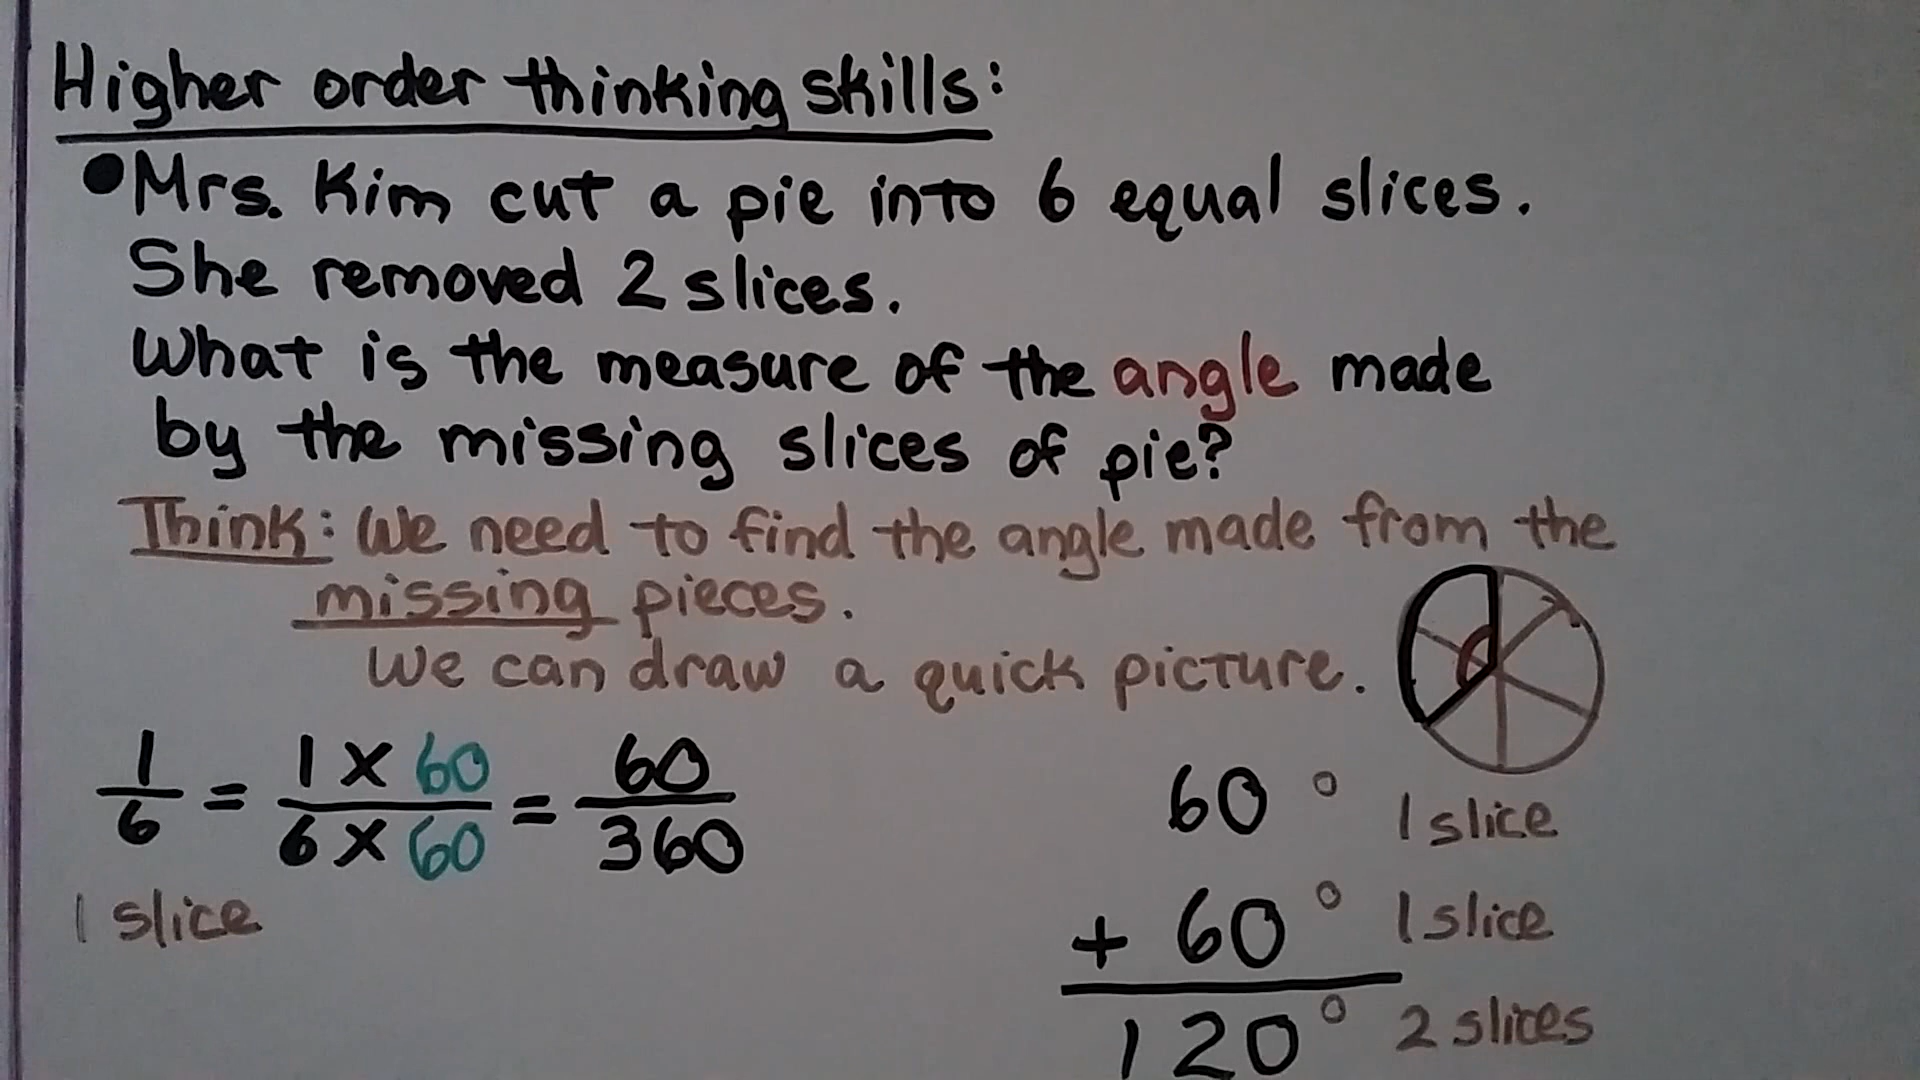 Higher order thinking skills:
•Mrs. Kim cut a pie into 6 equal slices.
She removed 2 slices.
What is the measure of the angle made
by the missing slices of pie?
Think: We need to find the angle made from the
missing pieces.
We can draw a quick picture.
1/6 = 1 x 60 / 6 x 60 = 60/360
1 slice
60° 1 slice
+ 60° 1 slice
120° 2 slices